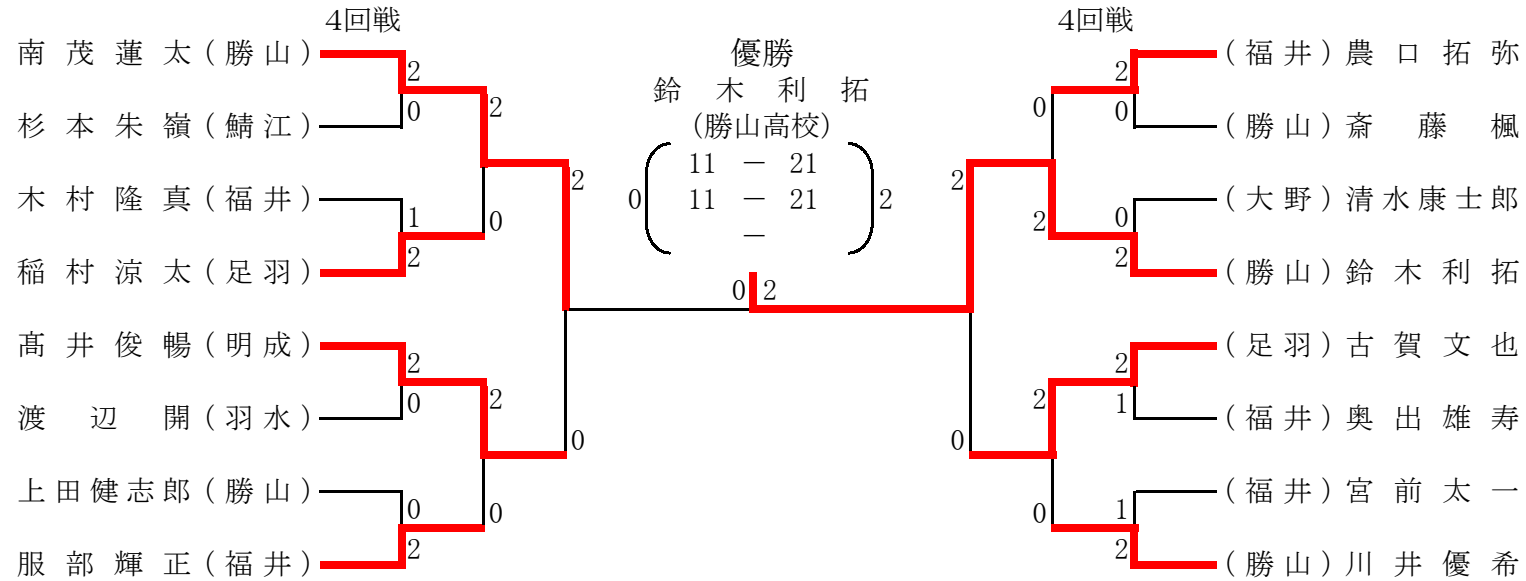 4回戦
南茂蓮太(勝山)
2
0
杉本朱嶺(鯖江)
2
木村隆真(福井)
1
0
2
稲村涼太(足羽)
2
髙井俊暢(明成)
2
0
渡辺開(羽水)
2
0
上田健志郎(勝山)
0
0
2
服部輝正(福井)
優勝
鈴木利拓
(勝山高校)
11 － 21
0 11 － 21 2
－
0 2
4回戦
(福井)農口拓弥
2
0
0
(勝山)斎藤楓
2
(大野)清水康士郎
0
2
2
(勝山)鈴木利拓
(足羽)古賀文也
2
2
1
(福井)奥出雄寿
0
(福井)宮前太一
1
0
2
(勝山)川井優希